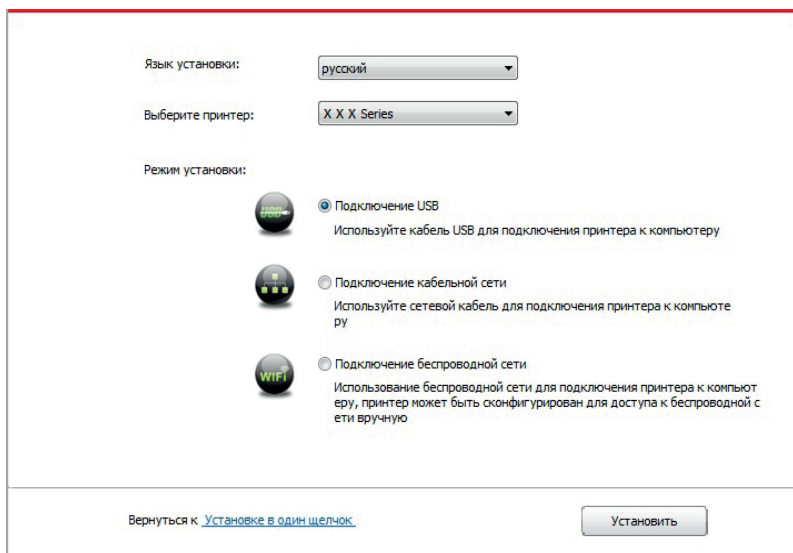 Язык установки: русский
Выберите принтер: X X X Series
Режим установки:
USB
Подключение USB
Используйте кабель USB для подключения принтера к компьютеру
Подключение кабельной сети
Используйте сетевой кабель для подключения принтера к компьюте
ру
WiFi
Подключение беспроводной сети
Использование беспроводной сети для подключения принтера к компьют
еру, принтер может быть сконфигурирован для доступа к беспроводной с
ети вручную
Вернуться к Установке в один щелчок
Установить